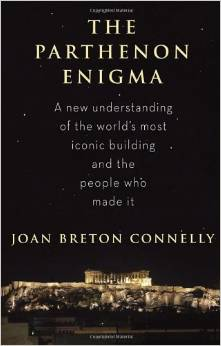 THE
PARTHENON
ENIGMA
A new understanding
of the world's most
iconic building
and the
people who
made it
JOAN BRETON CONNELLY